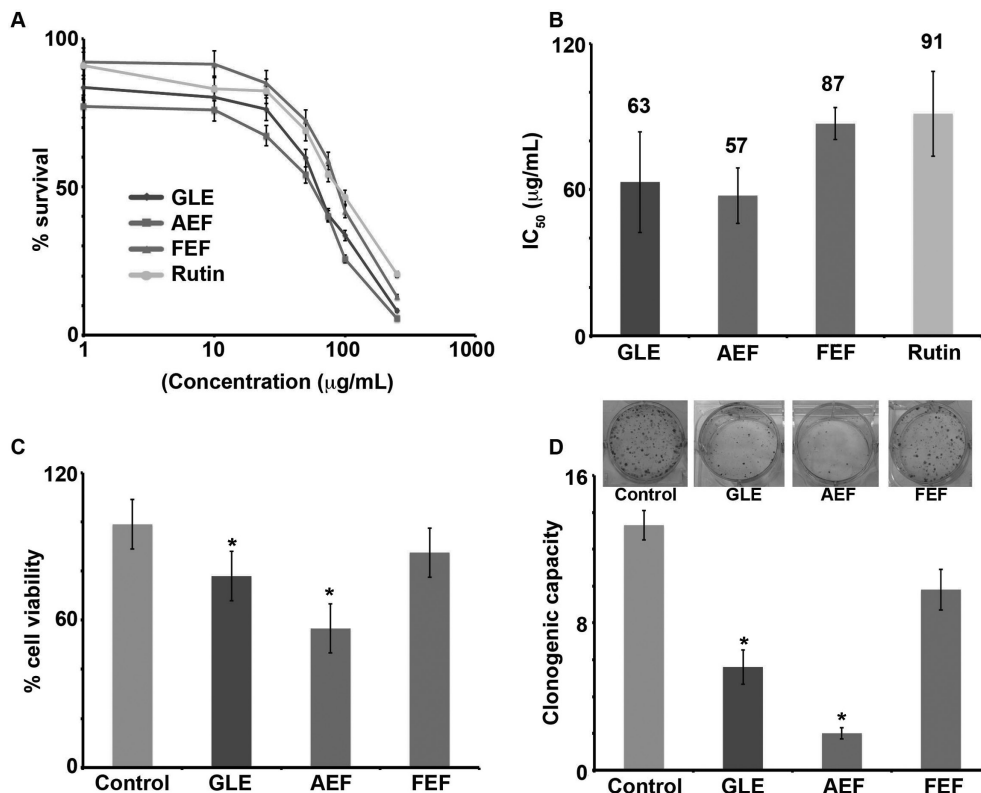 A
100
50
0
% survival
GLE
AEF
FEF
Rutin
1 10 100 1000
(Concentration (µg/mL)
B
120
60
0
IC50 (µg/mL)
63
57
87
91
GLE AEF FEF Rutin
C
120
60
0
% cell viability
*
*
Control GLE AEF FEF
D
Control GLE AEF FEF
16
8
0
Clonogenic capacity
*
*
Control GLE AEF FEF